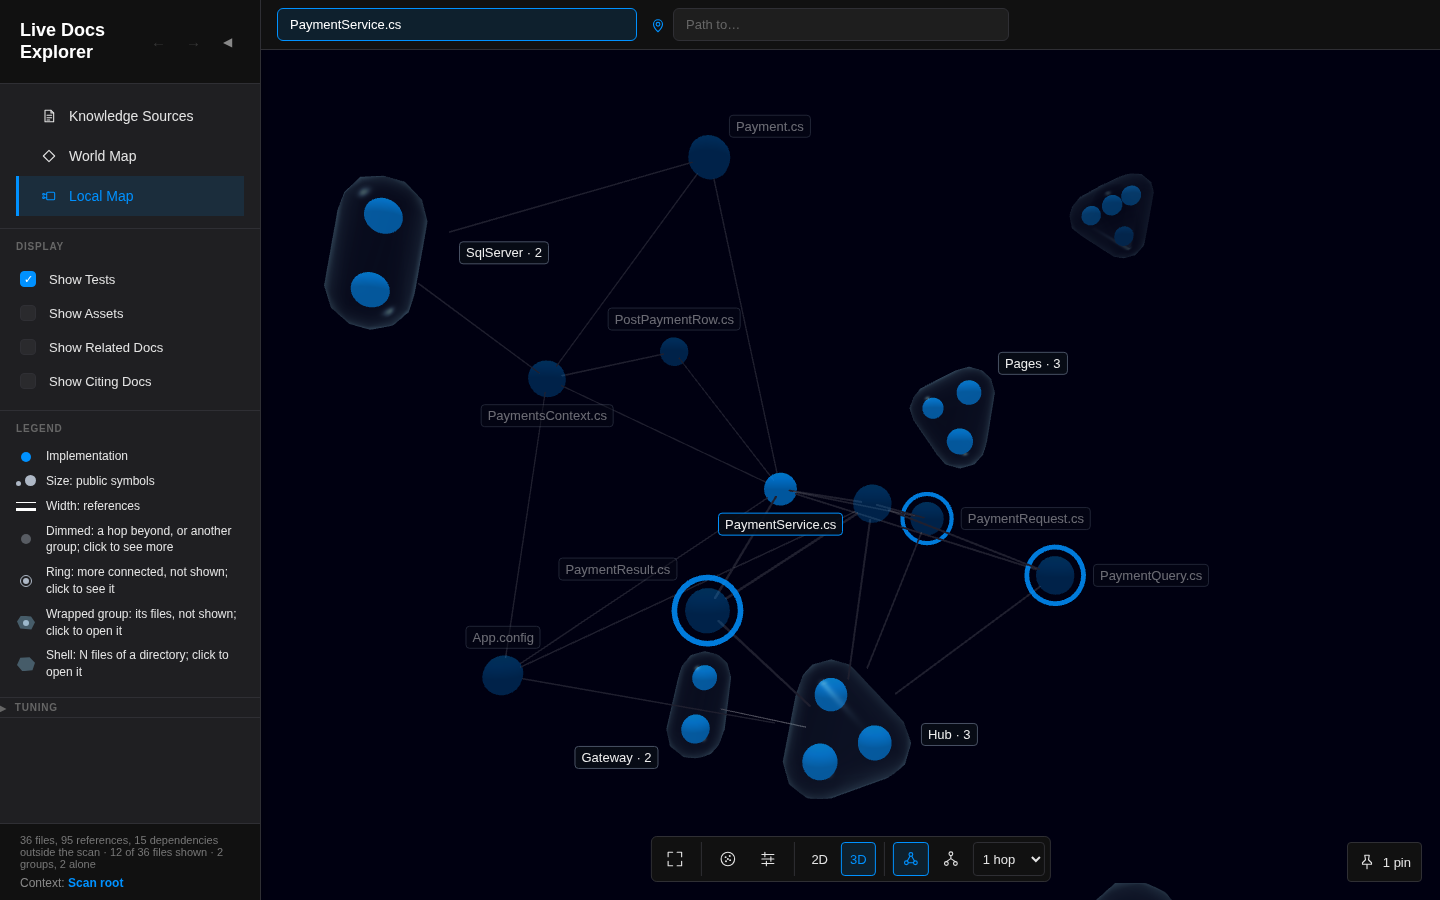 Live Docs
Explorer
PaymentService.cs
Path to…
Knowledge Sources
World Map
Local Map
DISPLAY
Show Tests
Show Assets
Show Related Docs
Show Citing Docs
LEGEND
Implementation
Size: public symbols
Width: references
Dimmed: a hop beyond, or another
group; click to see more
Ring: more connected, not shown;
click to see it
Wrapped group: its files, not shown;
click to open it
Shell: N files of a directory; click to
open it
TUNING
36 files, 95 references, 15 dependencies
outside the scan · 12 of 36 files shown · 2
groups, 2 alone
Context: Scan root
Payment.cs
SqlServer · 2
PostPaymentRow.cs
Pages · 3
PaymentsContext.cs
PaymentService.cs
PaymentRequest.cs
PaymentResult.cs
PaymentQuery.cs
App.config
Hub · 3
Gateway · 2
2D
3D
1 hop
1 pin